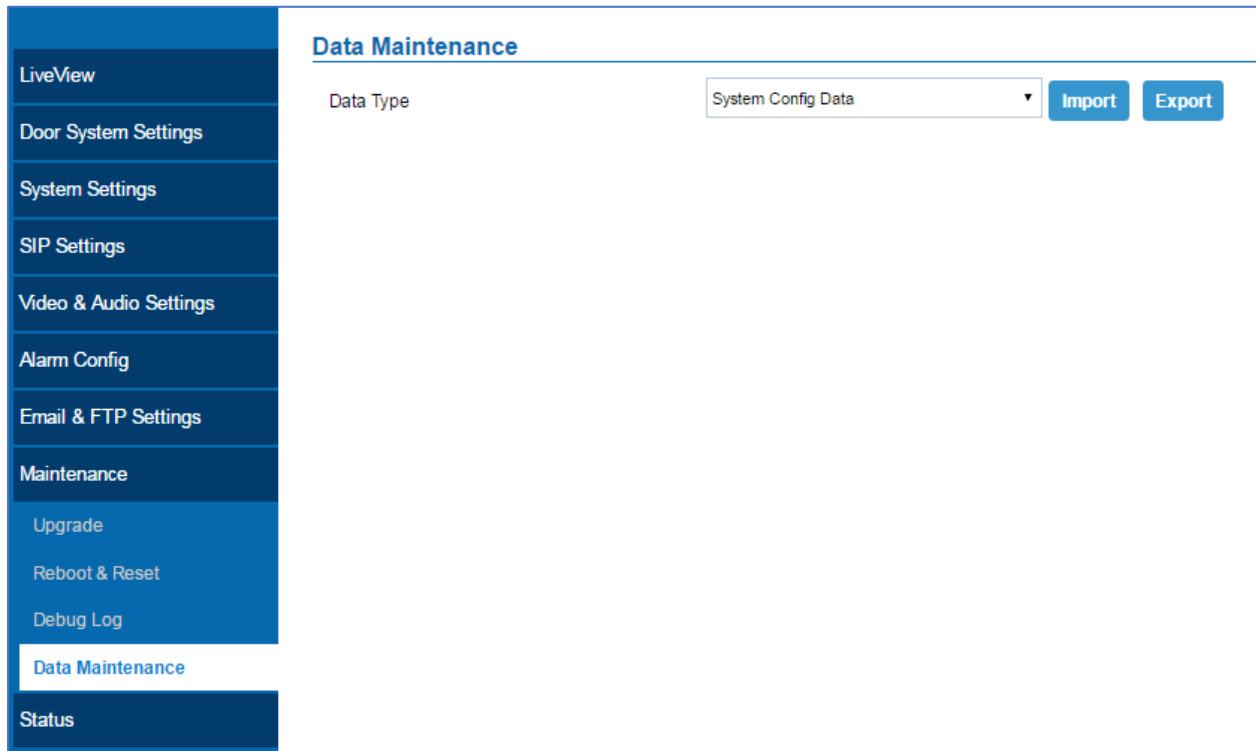 LiveView
Door System Settings
System Settings
SIP Settings
Video & Audio Settings
Alarm Config
Email & FTP Settings
Maintenance
Upgrade
Reboot & Reset
Debug Log
Data Maintenance
Status
Data Maintenance
Data Type System Config Data Import Export